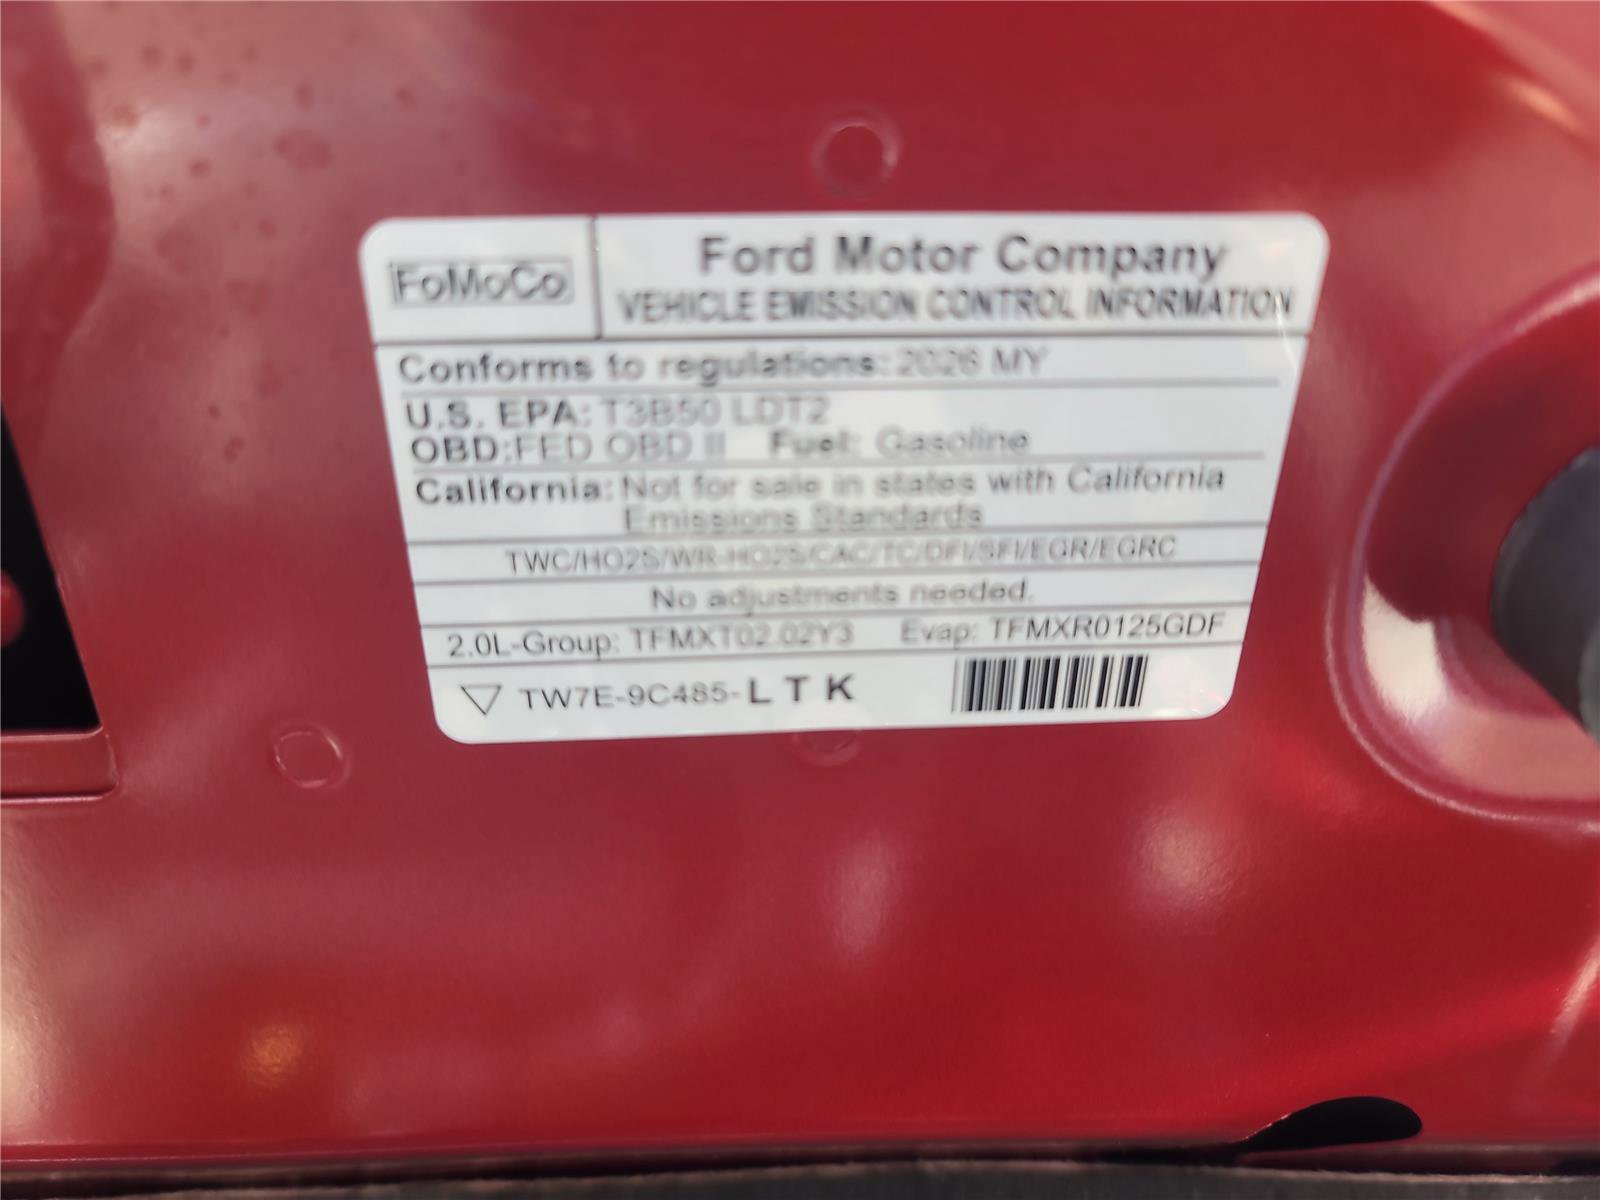 FoMoCo
Ford Motor Company
VEHICLE EMISSION CONTROL INFORMATION
Conforms to regulations: 2026 MY
U.S. EPA: T3B50 LDT2
OBD:FED OBD II Fuel: Gasoline
California: Not for sale in states with California
Emissions Standards
TWC/HO2S/WR-HO2S/CAC/TC/DFI/SFI/EGR/EGRC
No adjustments needed.
2.0L-Group: TFMXT02.02Y3 Evap: TFMXR0125GDF
TW7E-9C485-LTK